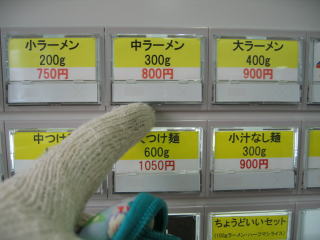 小ラーメン
200g
750円
中ラーメン
300g
800円
大ラーメン
400g
900円
中つけ
つけ麺
600g
1050円
小汁なし麺
300g
900円
ちょうどいいセット